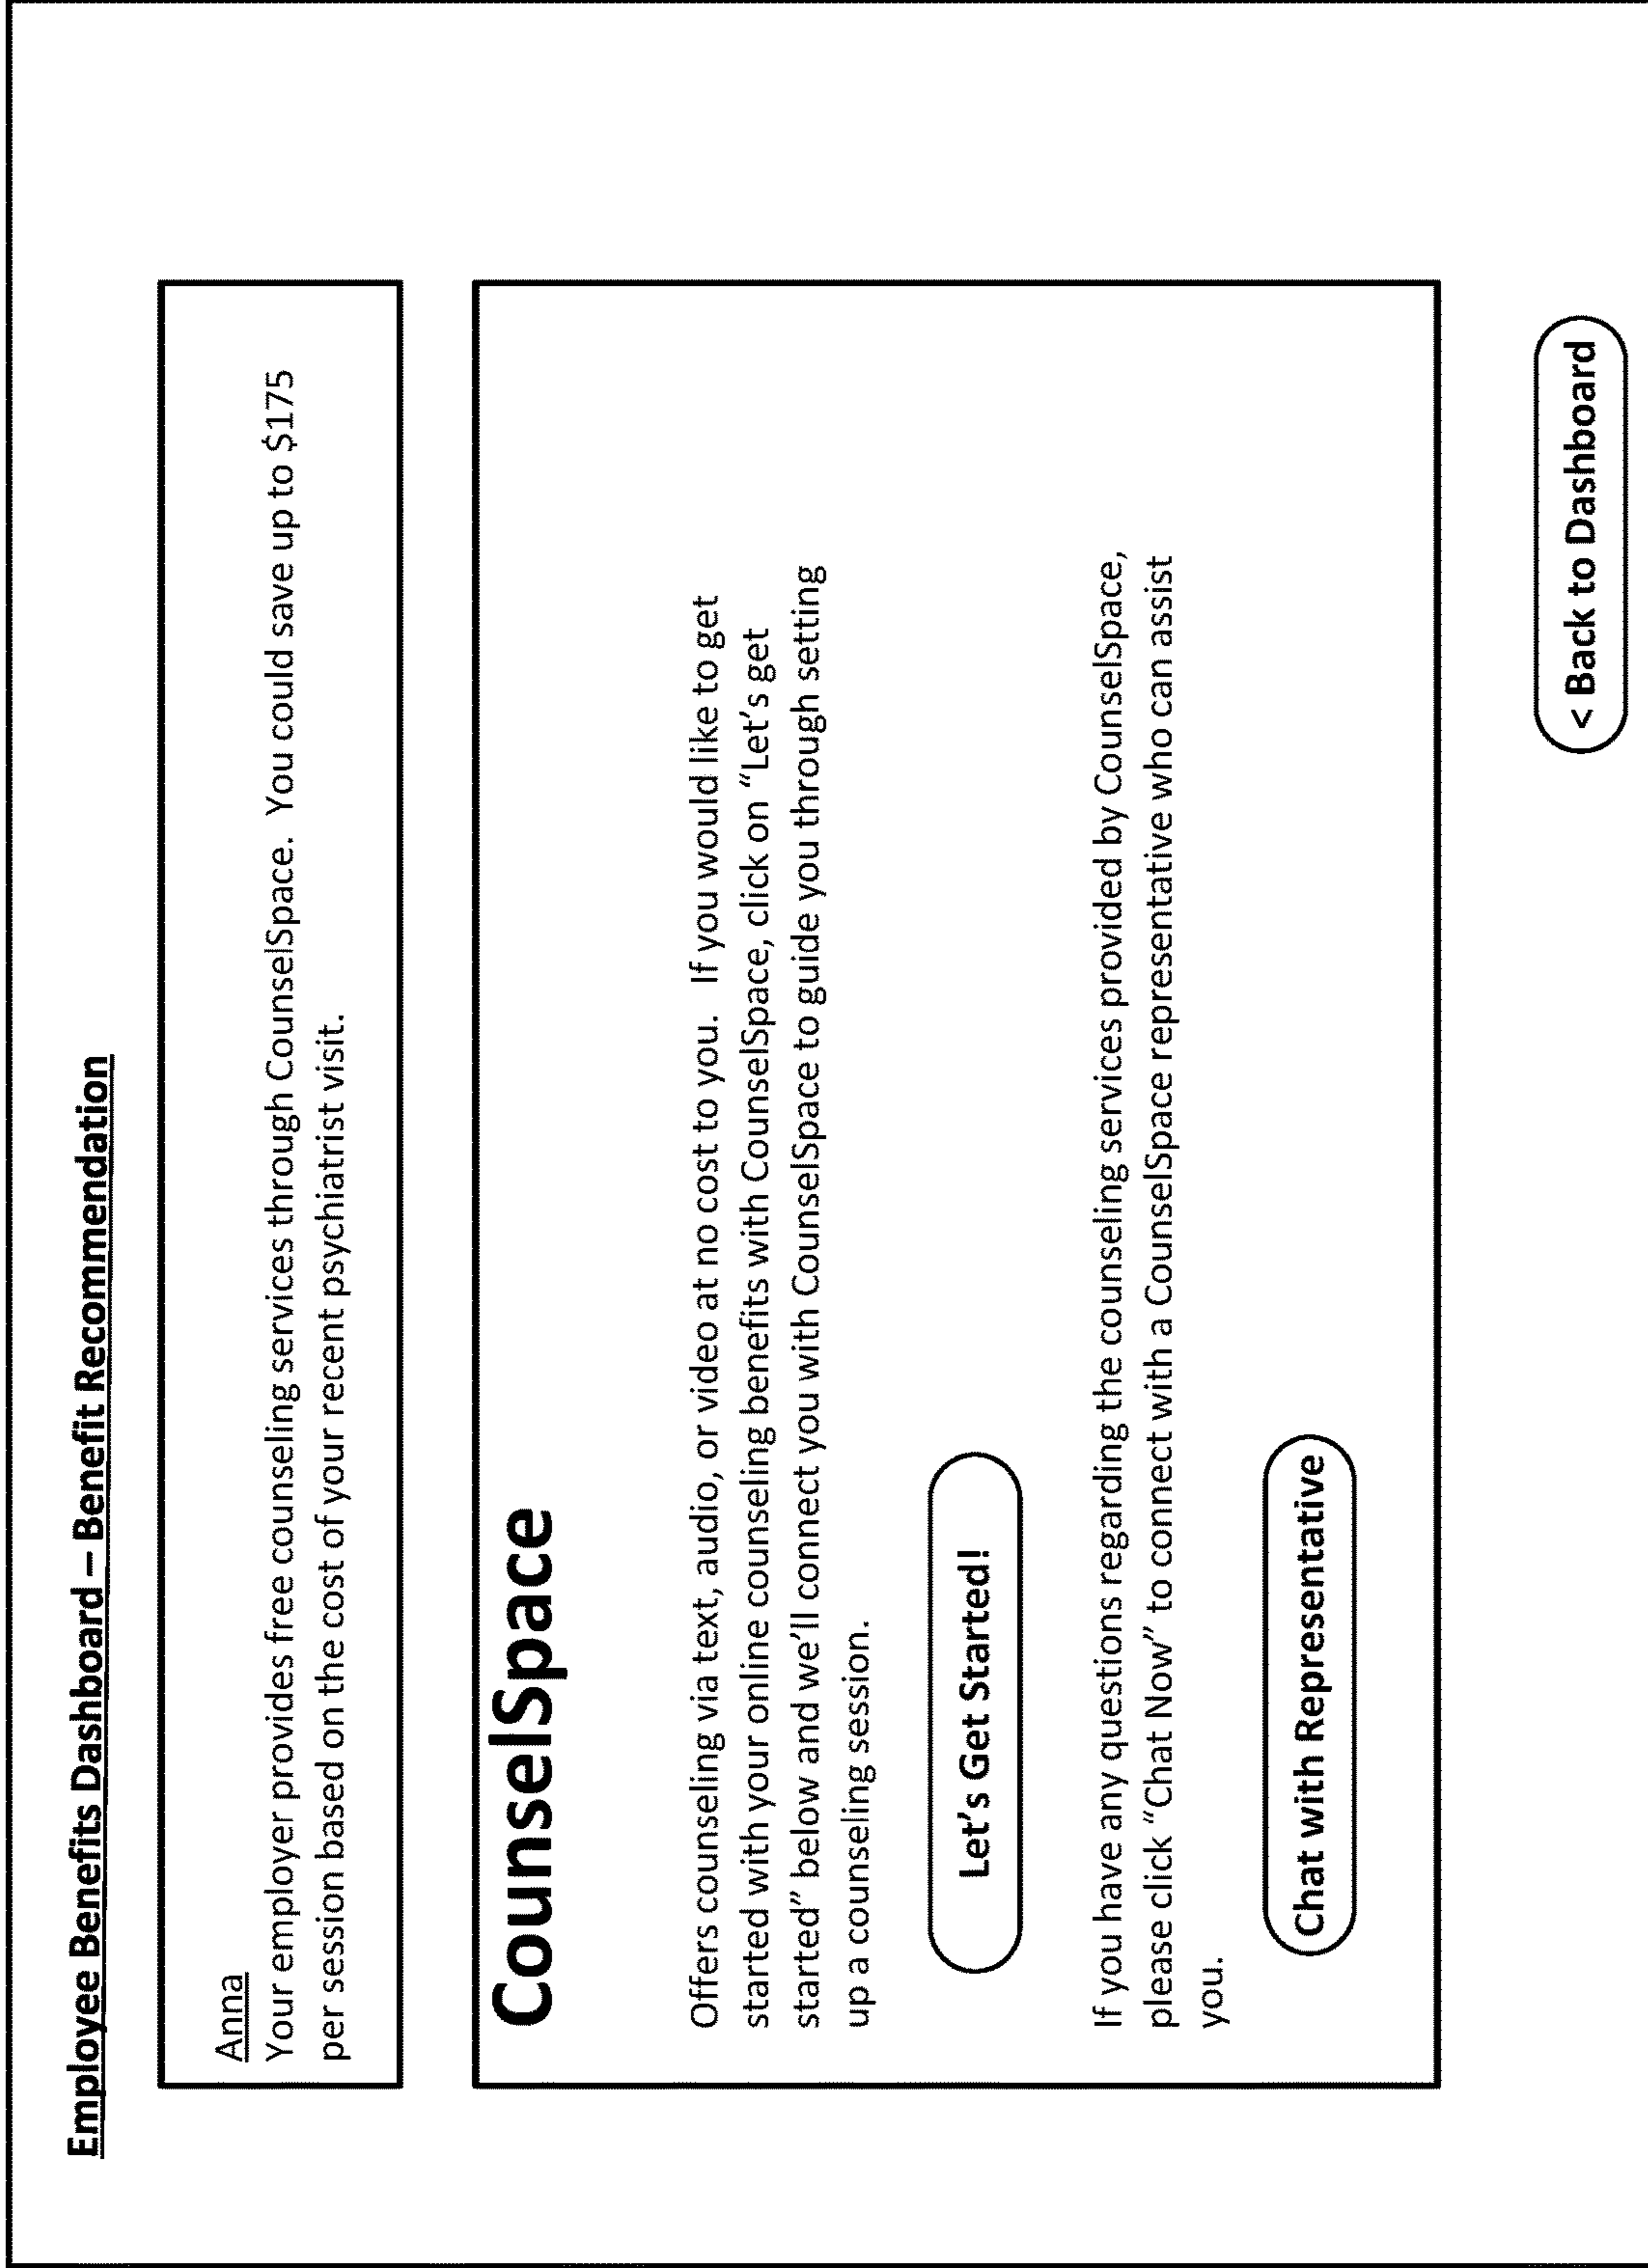 Employee Benefits Dashboard – Benefit Recommendation
Anna
Your employer provides free counseling services through CounselSpace. You could save up to $175
per session based on the cost of your recent psychiatrist visit.
CounselSpace
Offers counseling via text, audio, or video at no cost to you. If you would like to get
started with your online counseling benefits with CounselSpace, click on “Let’s get
started” below and we’ll connect you with CounselSpace to guide you through setting
up a counseling session.
Let’s Get Started!
If you have any questions regarding the counseling services provided by CounselSpace,
please click “Chat Now” to connect with a CounselSpace representative who can assist
you.
Chat with Representative
< Back to Dashboard